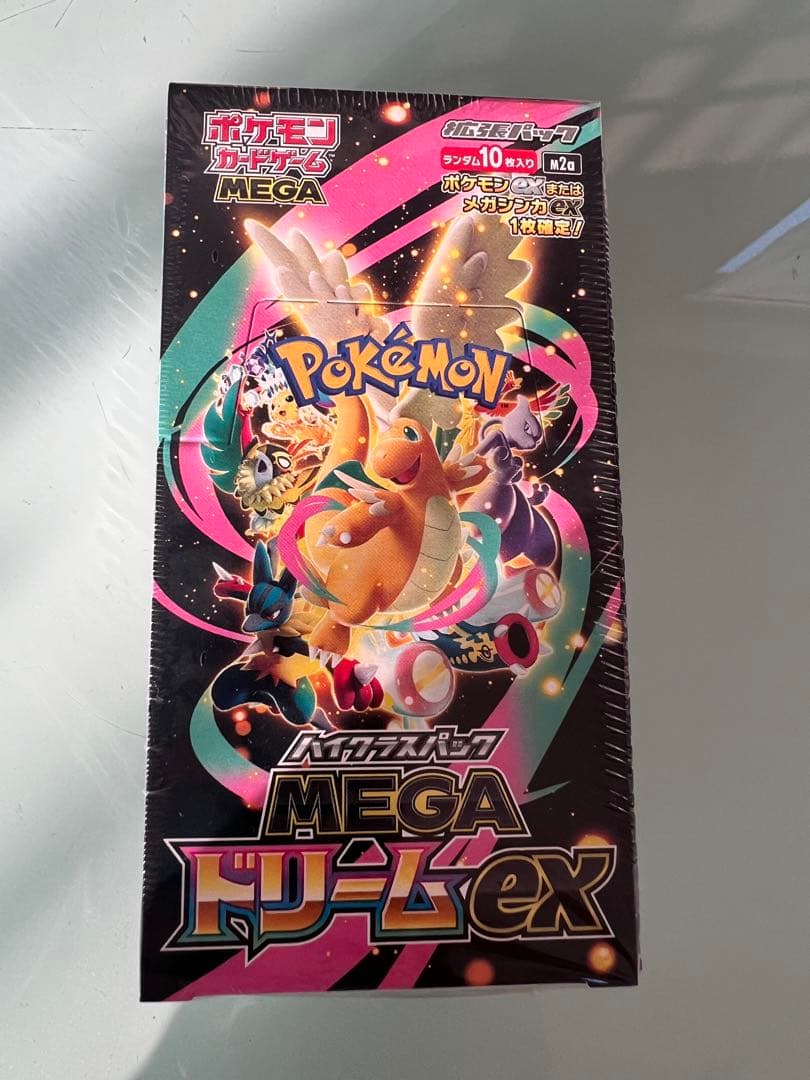 ポケモン
カードゲーム™
MEGA
拡張パック
ランダム10枚入り
M2a
ポケモンexまたは
メガシンカex
1枚確定!
POKÉMON™
ハイクラスパック
MEGA
ドリームex